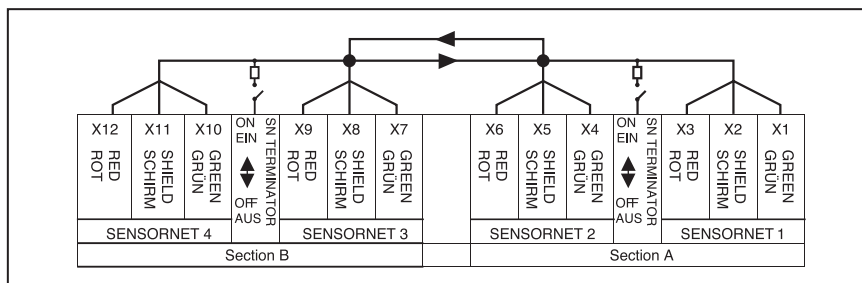 X12 X11 X10 ON EIN X9 X8 X7 X6 X5 X4 ON EIN X3 X2 X1
RED ROT
SHIELD SCHIRM
GREEN GRÜN
SN TERMINATOR
OFF AUS
RED ROT
SHIELD SCHIRM
GREEN GRÜN
RED ROT
SHIELD SCHIRM
GREEN GRÜN
SN TERMINATOR
OFF AUS
RED ROT
SHIELD SCHIRM
GREEN GRÜN
SENSORNET 4 SENSORNET 3 SENSORNET 2 SENSORNET 1
Section B Section A